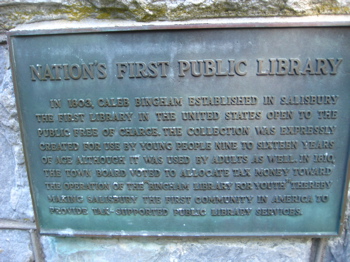 NATION'S FIRST PUBLIC LIBRARY
IN 1803, CALEB BINGHAM ESTABLISHED IN SALISBURY
THE FIRST LIBRARY IN THE UNITED STATES OPEN TO THE
PUBLIC FREE OF CHARGE. THE COLLECTION WAS EXPRESSLY
CREATED FOR USE BY YOUNG PEOPLE NINE TO SIXTEEN YEARS
OF AGE ALTHOUGH IT WAS USED BY ADULTS AS WELL. IN 1810,
THE TOWN BOARD VOTED TO ALLOCATE TAX MONEY TOWARD
THE OPERATION OF THE "BINGHAM LIBRARY FOR YOUTH" THEREBY
MAKING SALISBURY THE FIRST COMMUNITY IN AMERICA TO
PROVIDE TAX-SUPPORTED PUBLIC LIBRARY SERVICES.